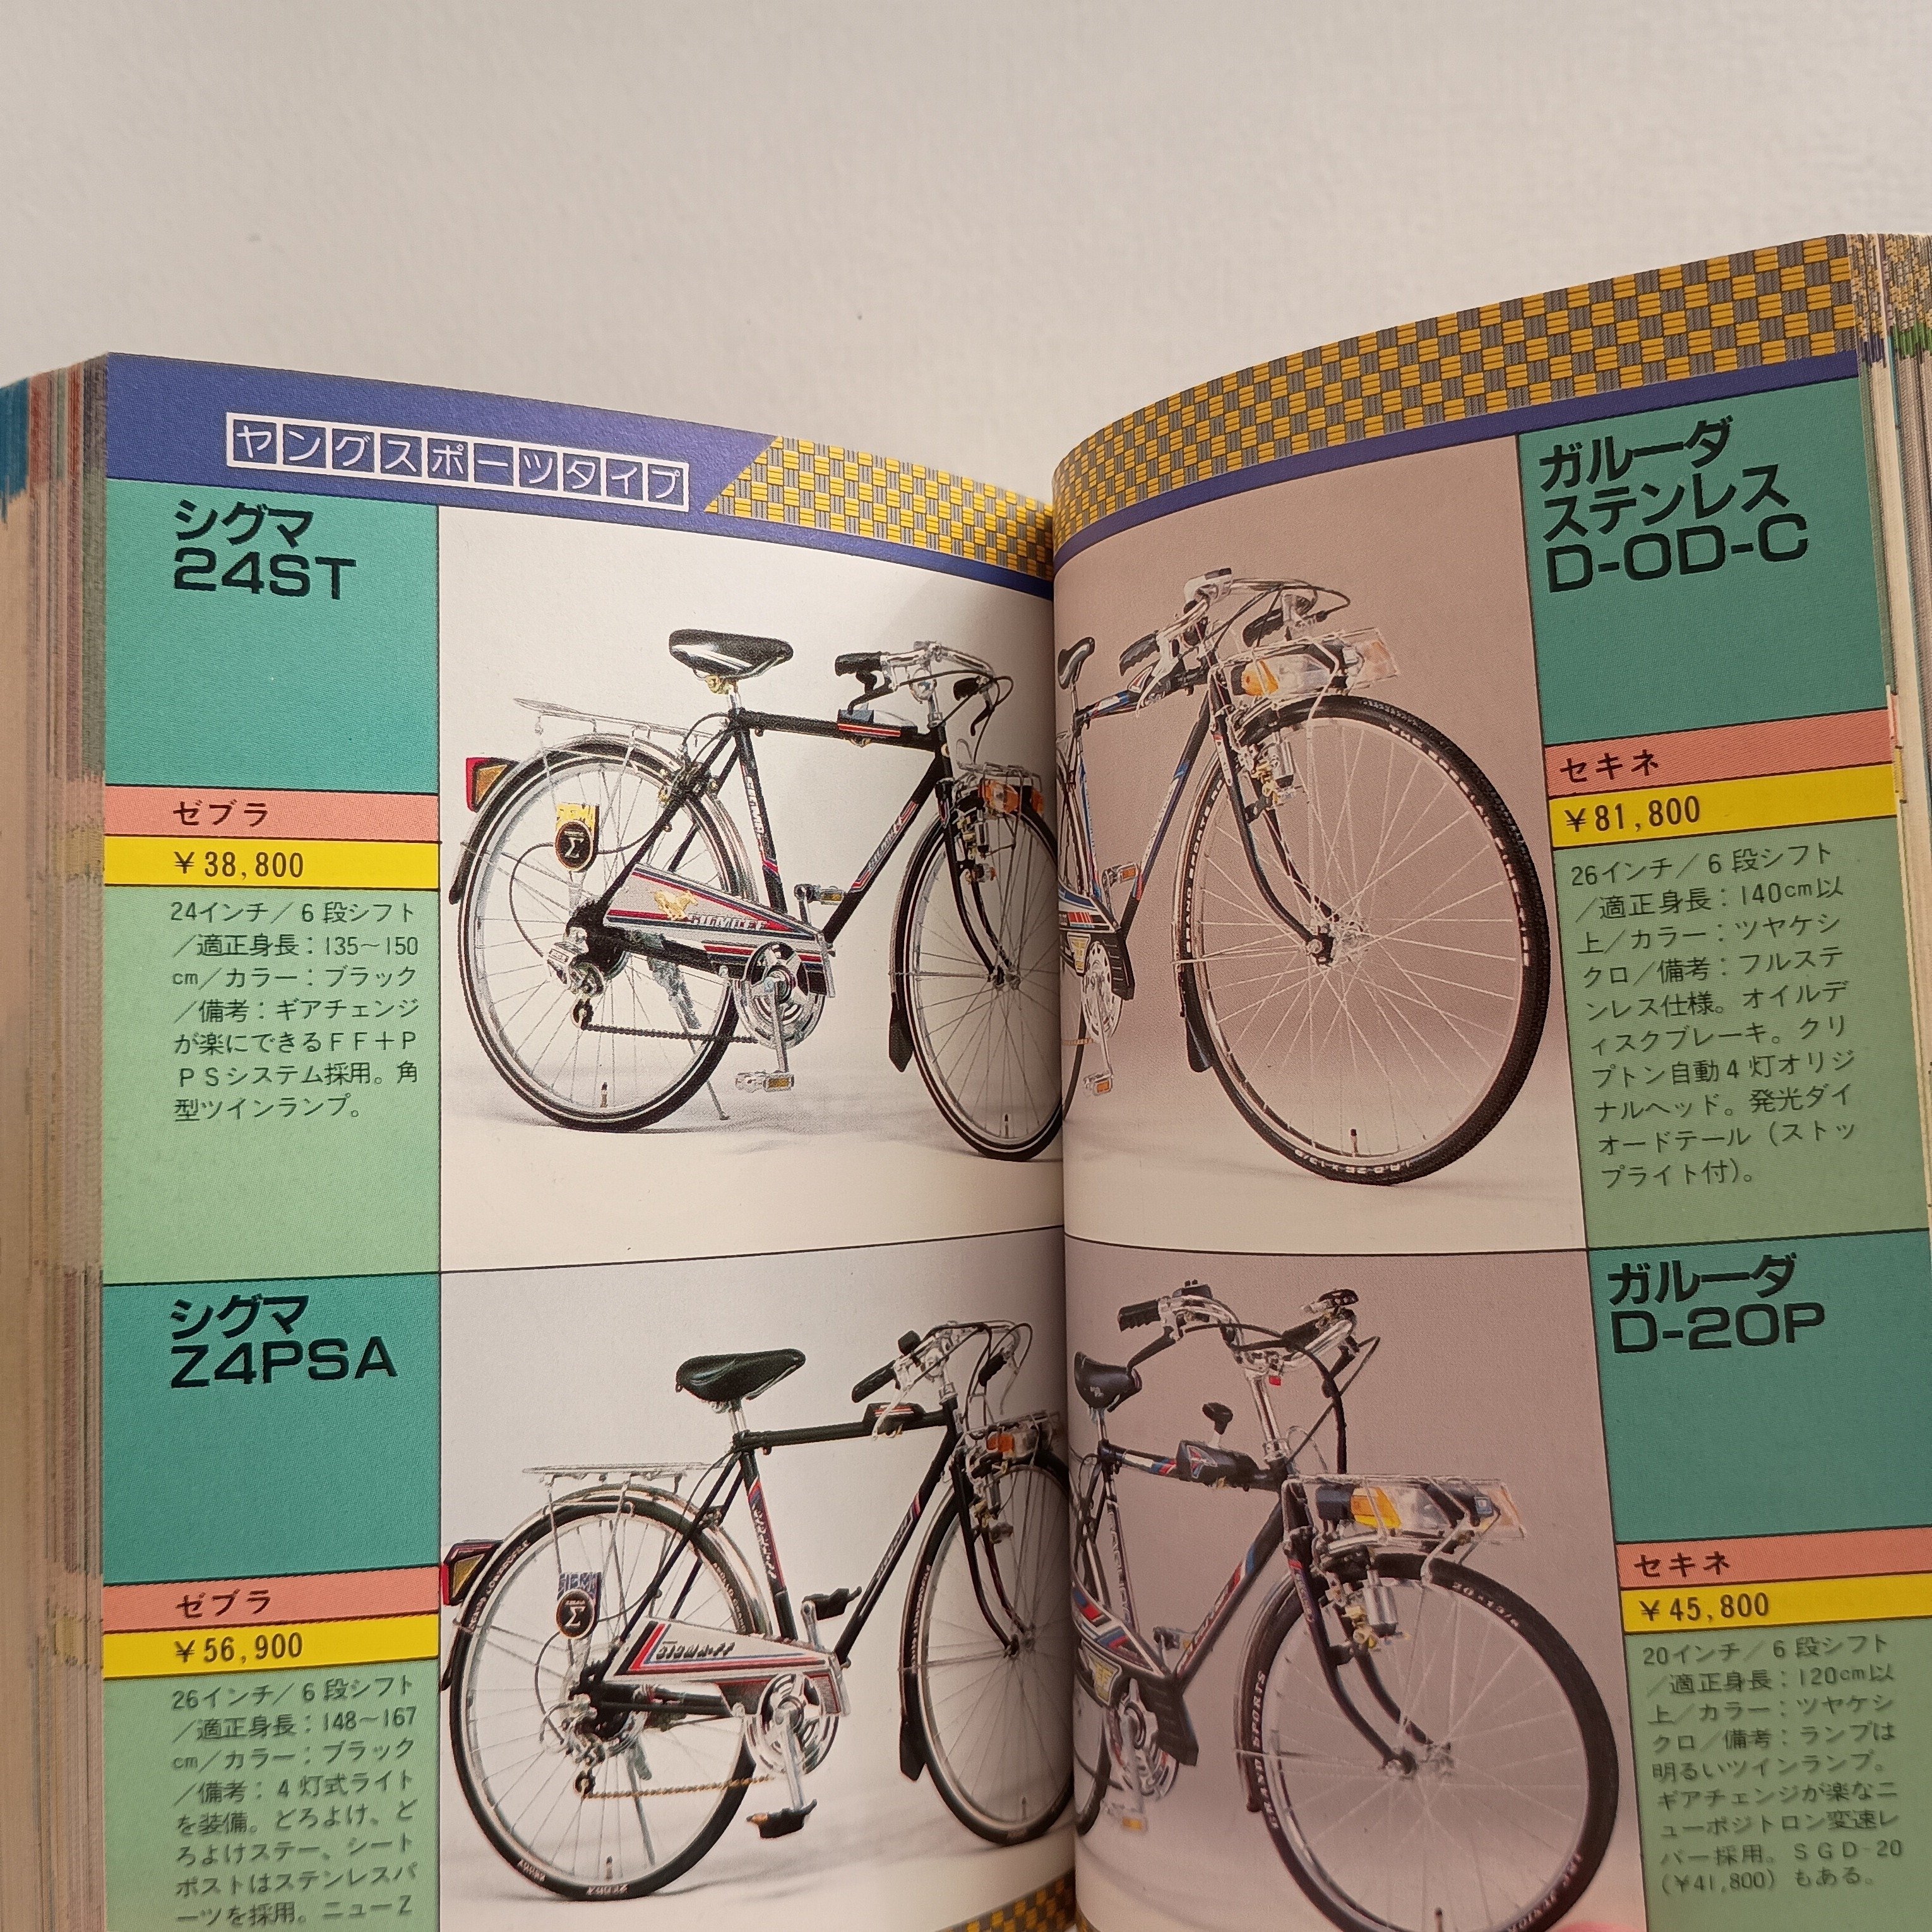 ヤングスポーツタイプ
シグマ
24ST
ゼブラ
¥38,800
24インチ/6段シフト
/適正身長:135~150
cm/カラー:ブラック
/備考:ギアチェンジ
が楽にできるFF+P
PSシステム採用。角
型ツインランプ。
シグマ
Z4PSA
ゼブラ
¥56,900
26インチ/6段シフト
/適正身長:148~167
cm/カラー:ブラック
/備考:4灯式ライト
を装備。どろよけ、ど
ろよけステー、シート
ポストはステンレスパ
ーツを採用。ニューZ
ガルーダ
ステンレス
D-OD-C
セキネ
¥81,800
26インチ/6段シフト
/適正身長:140cm以
上/カラー:ツヤケシ
クロ/備考:フルステ
ンレス仕様。オイルデ
ィスクブレーキ。クリ
プトン自動4灯オリジ
ナルヘッド。発光ダイ
オードテール(ストッ
プライト付)。
ガルーダ
D-20P
セキネ
¥45,800
20インチ/6段シフト
/適正身長:120cm以
上/カラー:ツヤケシ
クロ/備考:ランプは
明るいツインランプ。
ギアチェンジが楽なニ
ューポジトロン変速レ
バー採用。SGD-20
(¥41,800)もある。
Σ
Σ
GRAND SPORTS